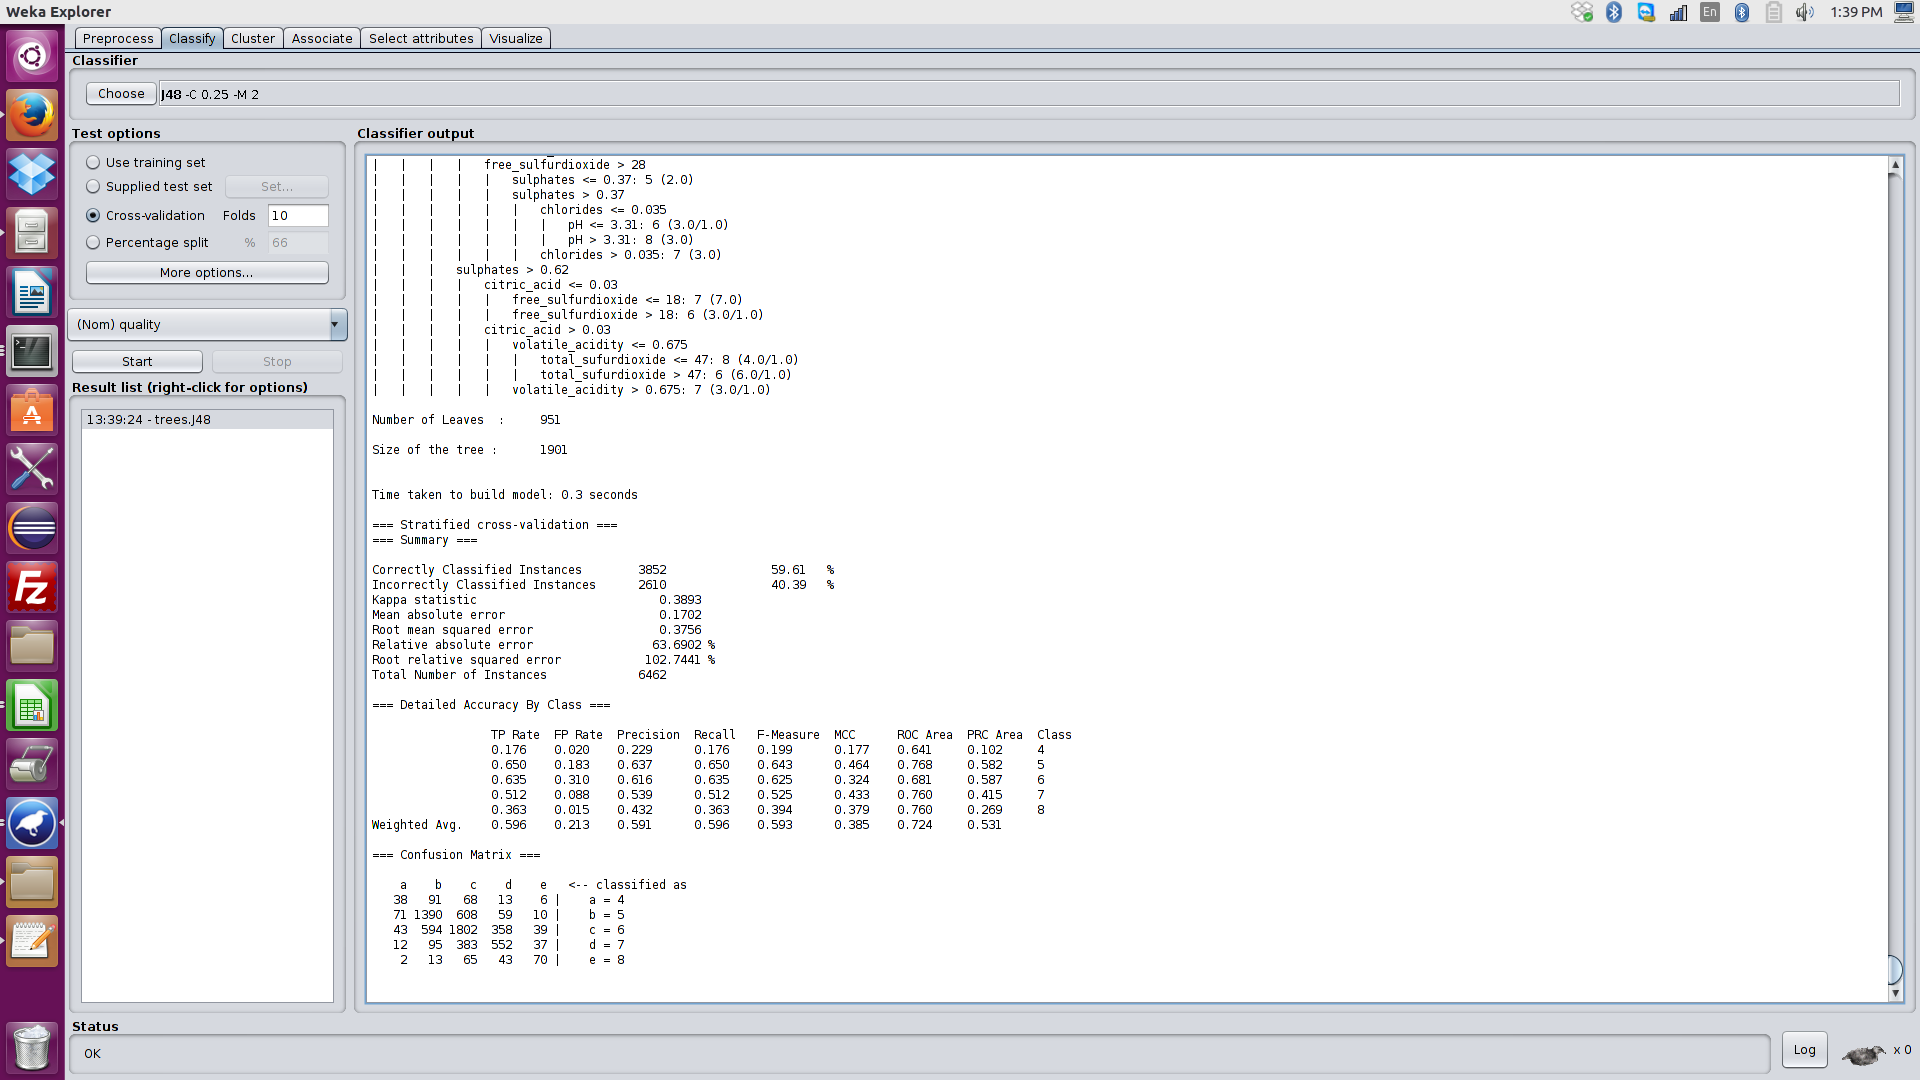 Weka Explorer
En
1:39 PM
Preprocess Classify Cluster Associate Select attributes Visualize
Classifier
Choose J48 -C 0.25 -M 2
Test options
Use training set
Supplied test set Set...
Cross-validation Folds 10
Percentage split % 66
More options...
(Nom) quality
Start Stop
Result list (right-click for options)
13:39:24 - trees.J48
Classifier output
| | | | free_sulfurdioxide > 28
| | | | | sulphates <= 0.37: 5 (2.0)
| | | | | sulphates > 0.37
| | | | | | chlorides <= 0.035
| | | | | | | pH <= 3.31: 6 (3.0/1.0)
| | | | | | | pH > 3.31: 8 (3.0)
| | | | | | chlorides > 0.035: 7 (3.0)
| | | sulphates > 0.62
| | | | citric_acid <= 0.03
| | | | | free_sulfurdioxide <= 18: 7 (7.0)
| | | | | free_sulfurdioxide > 18: 6 (3.0/1.0)
| | | | citric_acid > 0.03
| | | | | volatile_acidity <= 0.675
| | | | | | total_sufurdioxide <= 47: 8 (4.0/1.0)
| | | | | | total_sufurdioxide > 47: 6 (6.0/1.0)
| | | | | volatile_acidity > 0.675: 7 (3.0/1.0)
Number of Leaves : 951
Size of the tree : 1901
Time taken to build model: 0.3 seconds
=== Stratified cross-validation ===
=== Summary ===
Correctly Classified Instances 3852 59.61 %
Incorrectly Classified Instances 2610 40.39 %
Kappa statistic 0.3893
Mean absolute error 0.1702
Root mean squared error 0.3756
Relative absolute error 63.6902 %
Root relative squared error 102.7441 %
Total Number of Instances 6462
=== Detailed Accuracy By Class ===
TP Rate FP Rate Precision Recall F-Measure MCC ROC Area PRC Area Class
0.176 0.020 0.229 0.176 0.199 0.177 0.641 0.102 4
0.650 0.183 0.637 0.650 0.643 0.464 0.768 0.582 5
0.635 0.310 0.616 0.635 0.625 0.324 0.681 0.587 6
0.512 0.088 0.539 0.512 0.525 0.433 0.760 0.415 7
0.363 0.015 0.432 0.363 0.394 0.379 0.760 0.269 8
Weighted Avg. 0.596 0.213 0.591 0.596 0.593 0.385 0.724 0.531
=== Confusion Matrix ===
a b c d e <-- classified as
38 91 68 13 6 | a = 4
71 1390 608 59 10 | b = 5
43 594 1802 358 39 | c = 6
12 95 383 552 37 | d = 7
2 13 65 43 70 | e = 8
Status
OK
Log
x 0